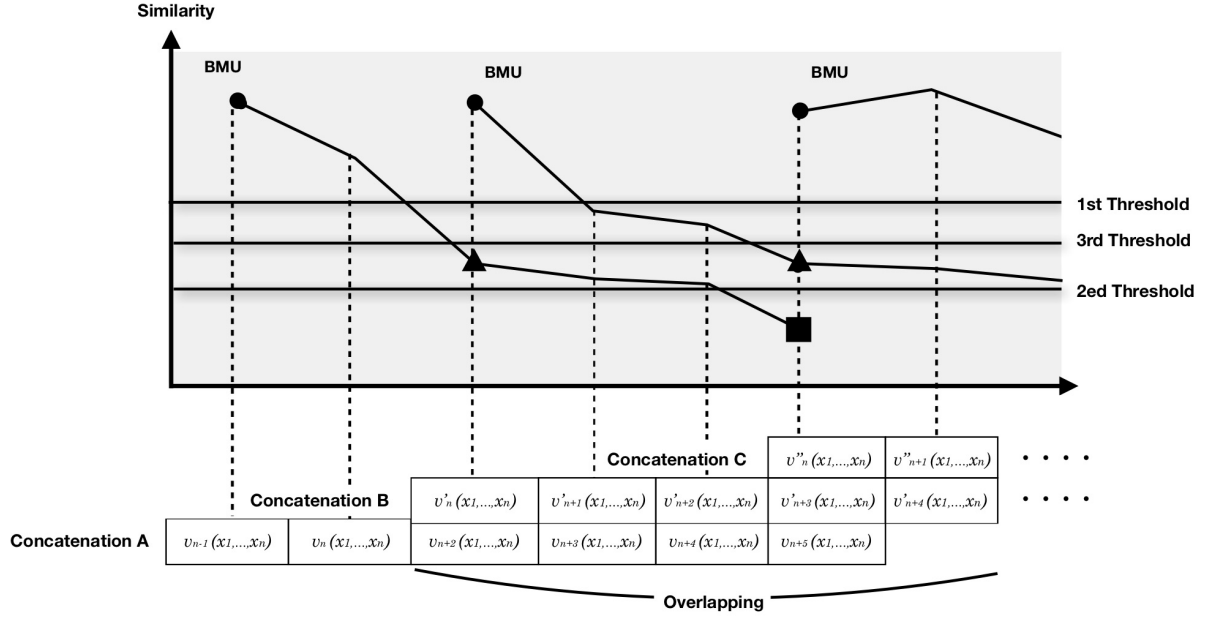 Similarity
BMU
BMU
BMU
1st Threshold
3rd Threshold
2ed Threshold
Concatenation C
v''n (x1,...,xn)
v''n+1 (x1,...,xn)
. . . .
Concatenation B
v'n (x1,...,xn)
v'n+1 (x1,...,xn)
v'n+2 (x1,...,xn)
v'n+3 (x1,...,xn)
v'n+4 (x1,...,xn)
. . . .
Concatenation A
vn-1 (x1,...,xn)
vn (x1,...,xn)
vn+2 (x1,...,xn)
vn+3 (x1,...,xn)
vn+4 (x1,...,xn)
vn+5 (x1,...,xn)
Overlapping